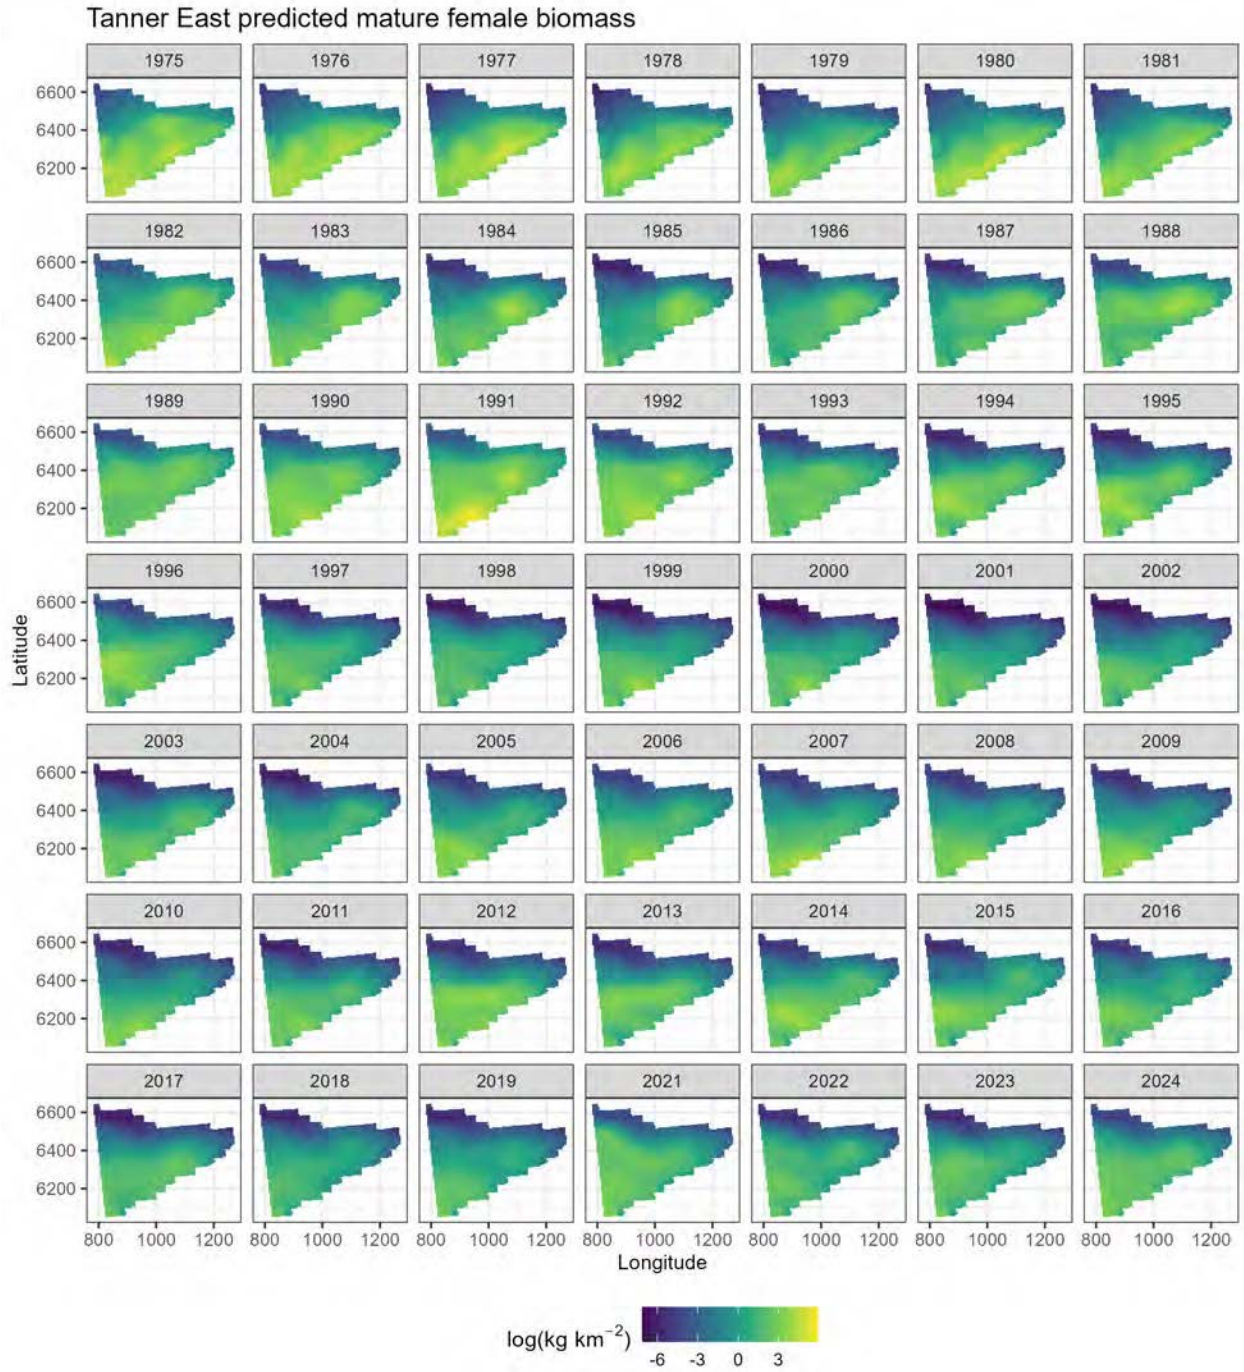 Tanner East predicted mature female biomass
1975 1976 1977 1978 1979 1980 1981
6600
6400
6200
1982 1983 1984 1985 1986 1987 1988
6600
6400
6200
1989 1990 1991 1992 1993 1994 1995
6600
6400
6200
1996 1997 1998 1999 2000 2001 2002
6600
6400
6200
Latitude
2003 2004 2005 2006 2007 2008 2009
6600
6400
6200
2010 2011 2012 2013 2014 2015 2016
6600
6400
6200
2017 2018 2019 2021 2022 2023 2024
6600
6400
6200
800 1000 1200 800 1000 1200 800 1000 1200 800 1000 1200 800 1000 1200 800 1000 1200 800 1000 1200
Longitude
log(kg km⁻²)
-6 -3 0 3